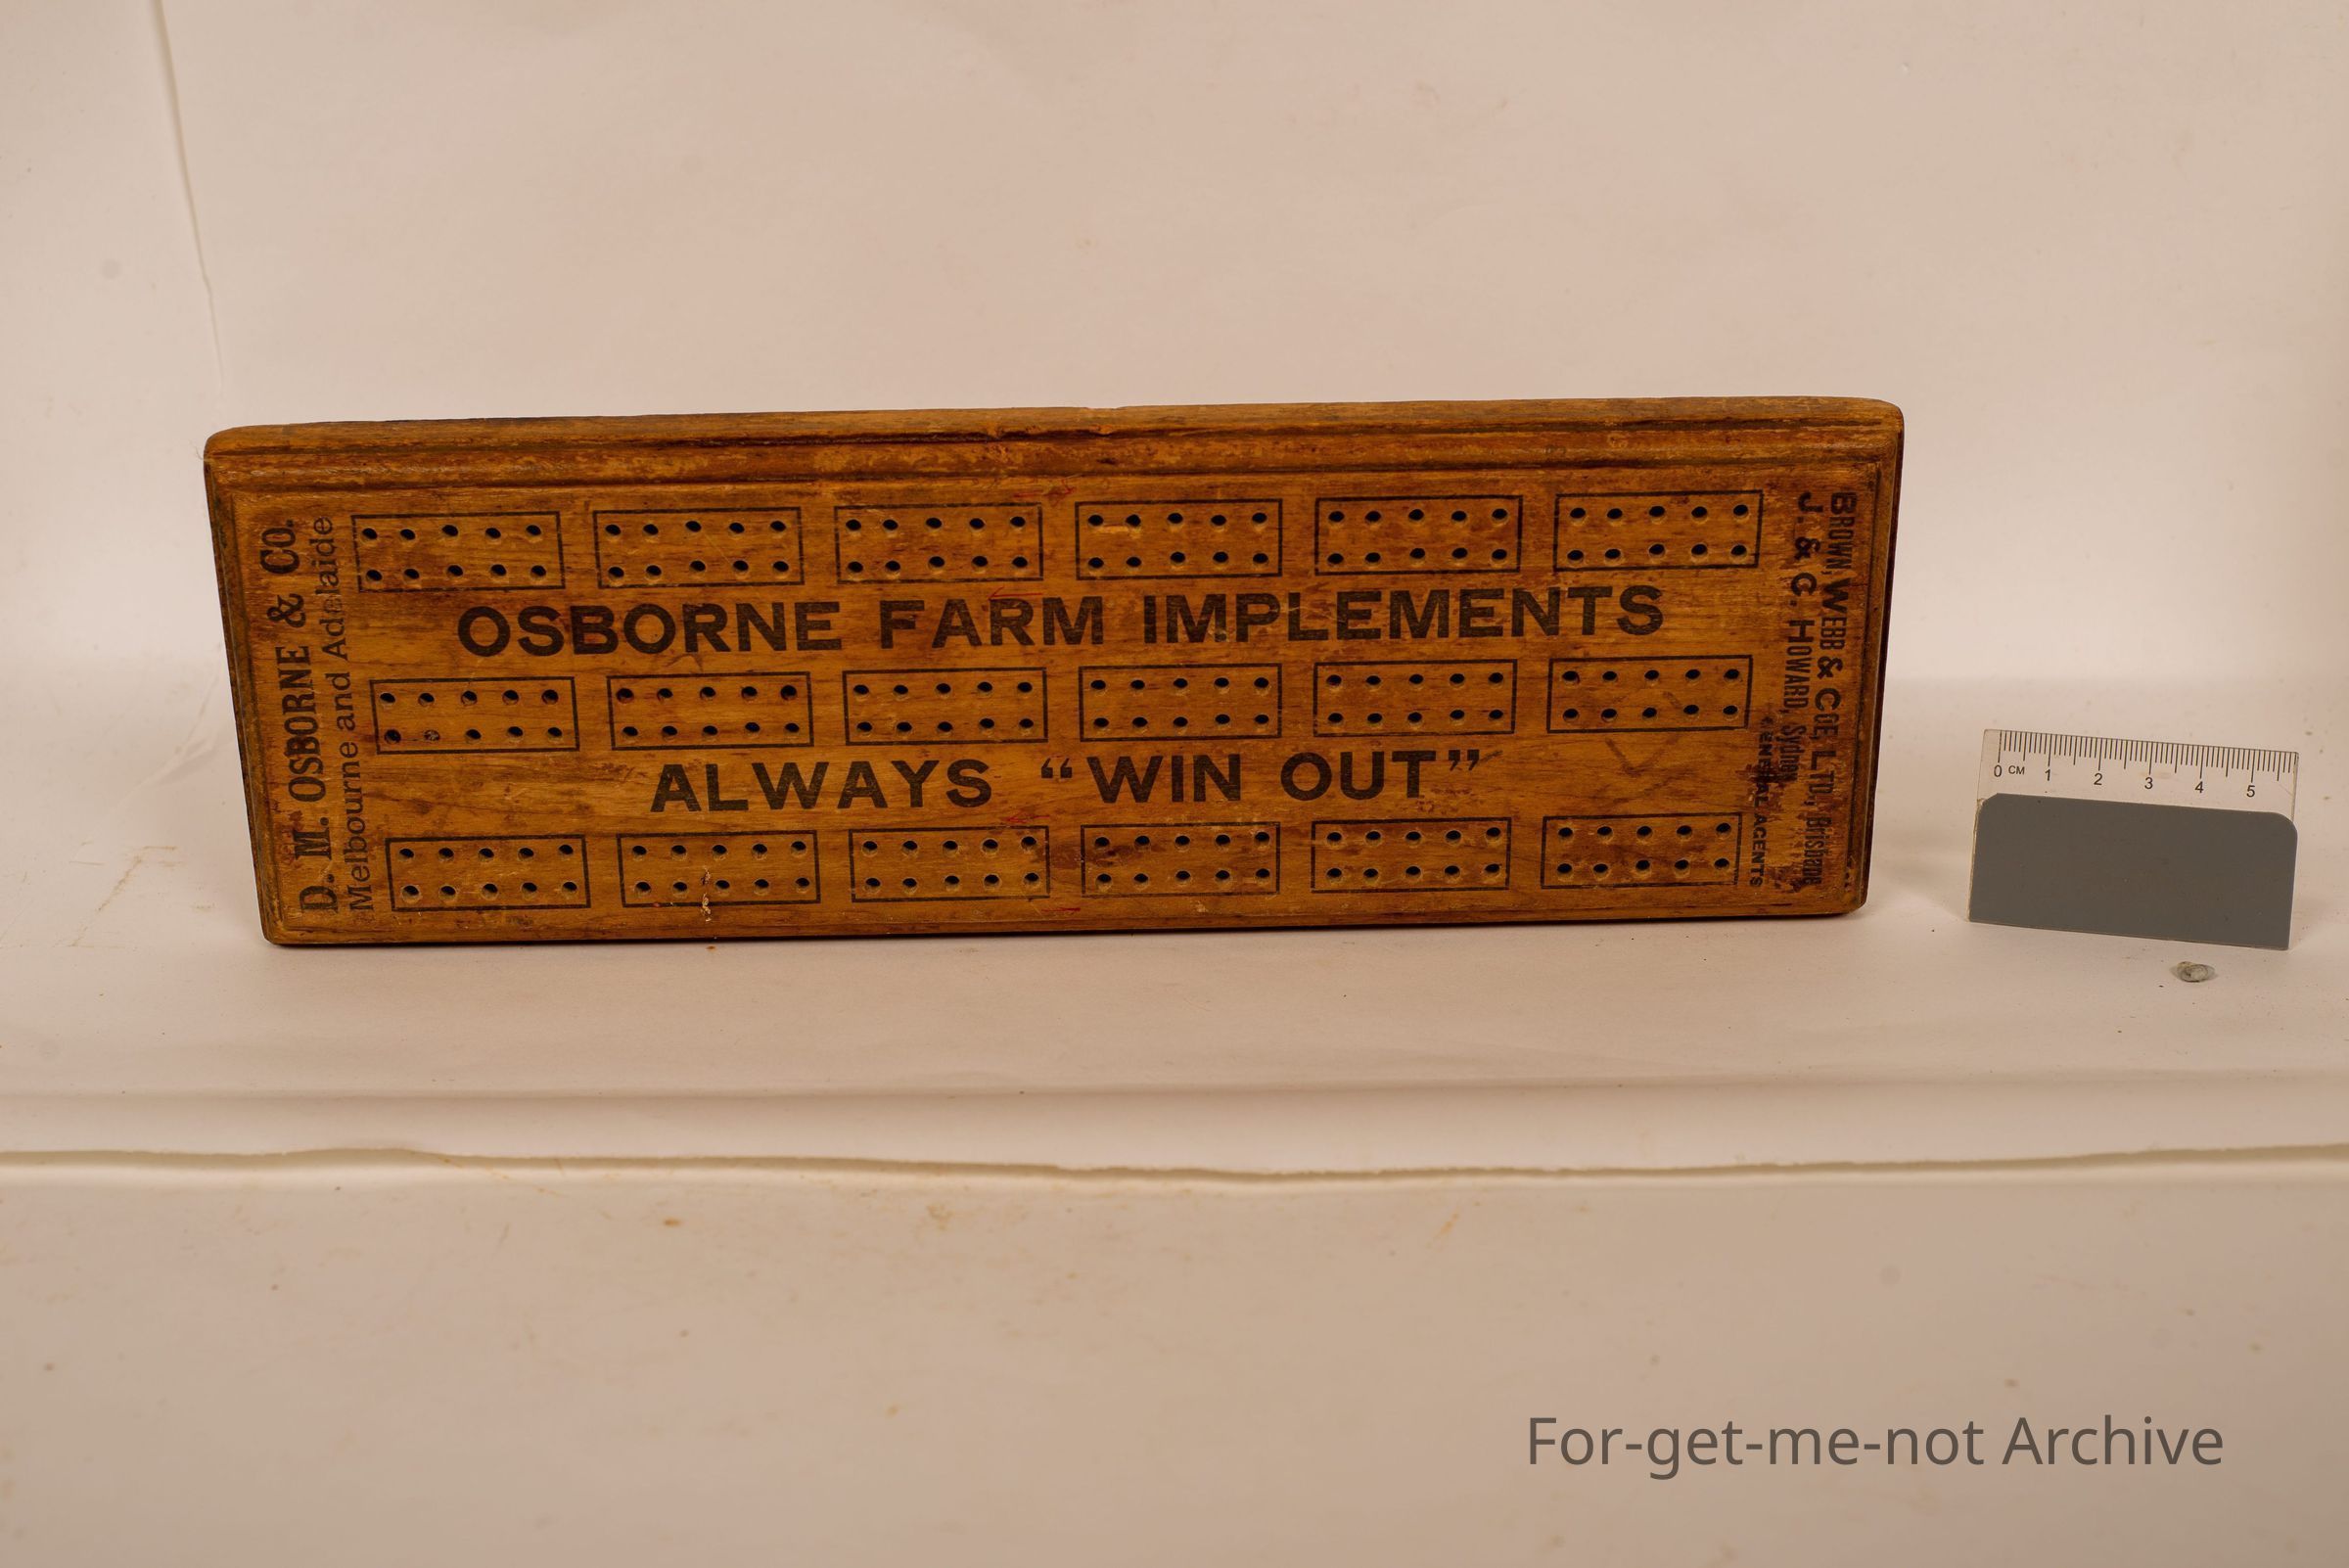 D. M. OSBORNE & CO.
Melbourne and Adelaide
OSBORNE FARM IMPLEMENTS
ALWAYS “WIN OUT”
BROWN, WEBB & COE, LTD., Brisbane
J. & G. HOWARD, Sydney
GENERAL AGENTS
0 CM 1 2 3 4 5
For-get-me-not Archive